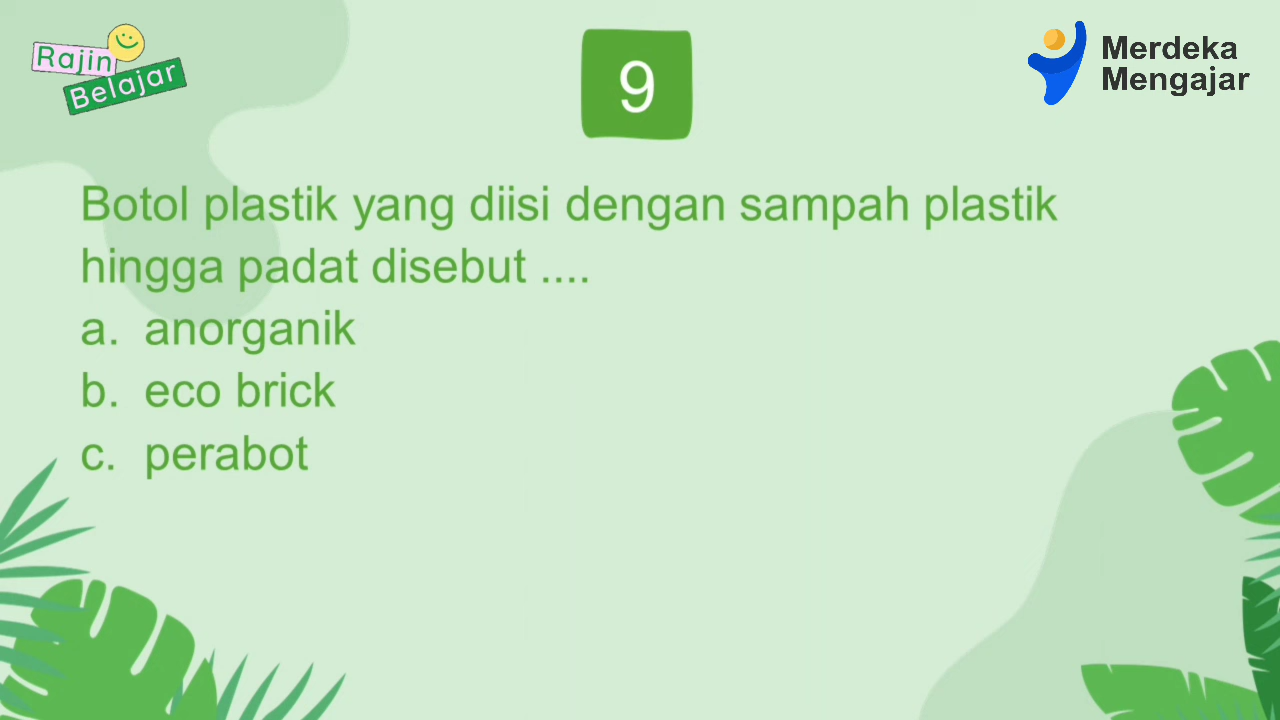 Rajin
Belajar
9
Merdeka
Mengajar
Botol plastik yang diisi dengan sampah plastik
hingga padat disebut ....
a. anorganik
b. eco brick
c. perabot